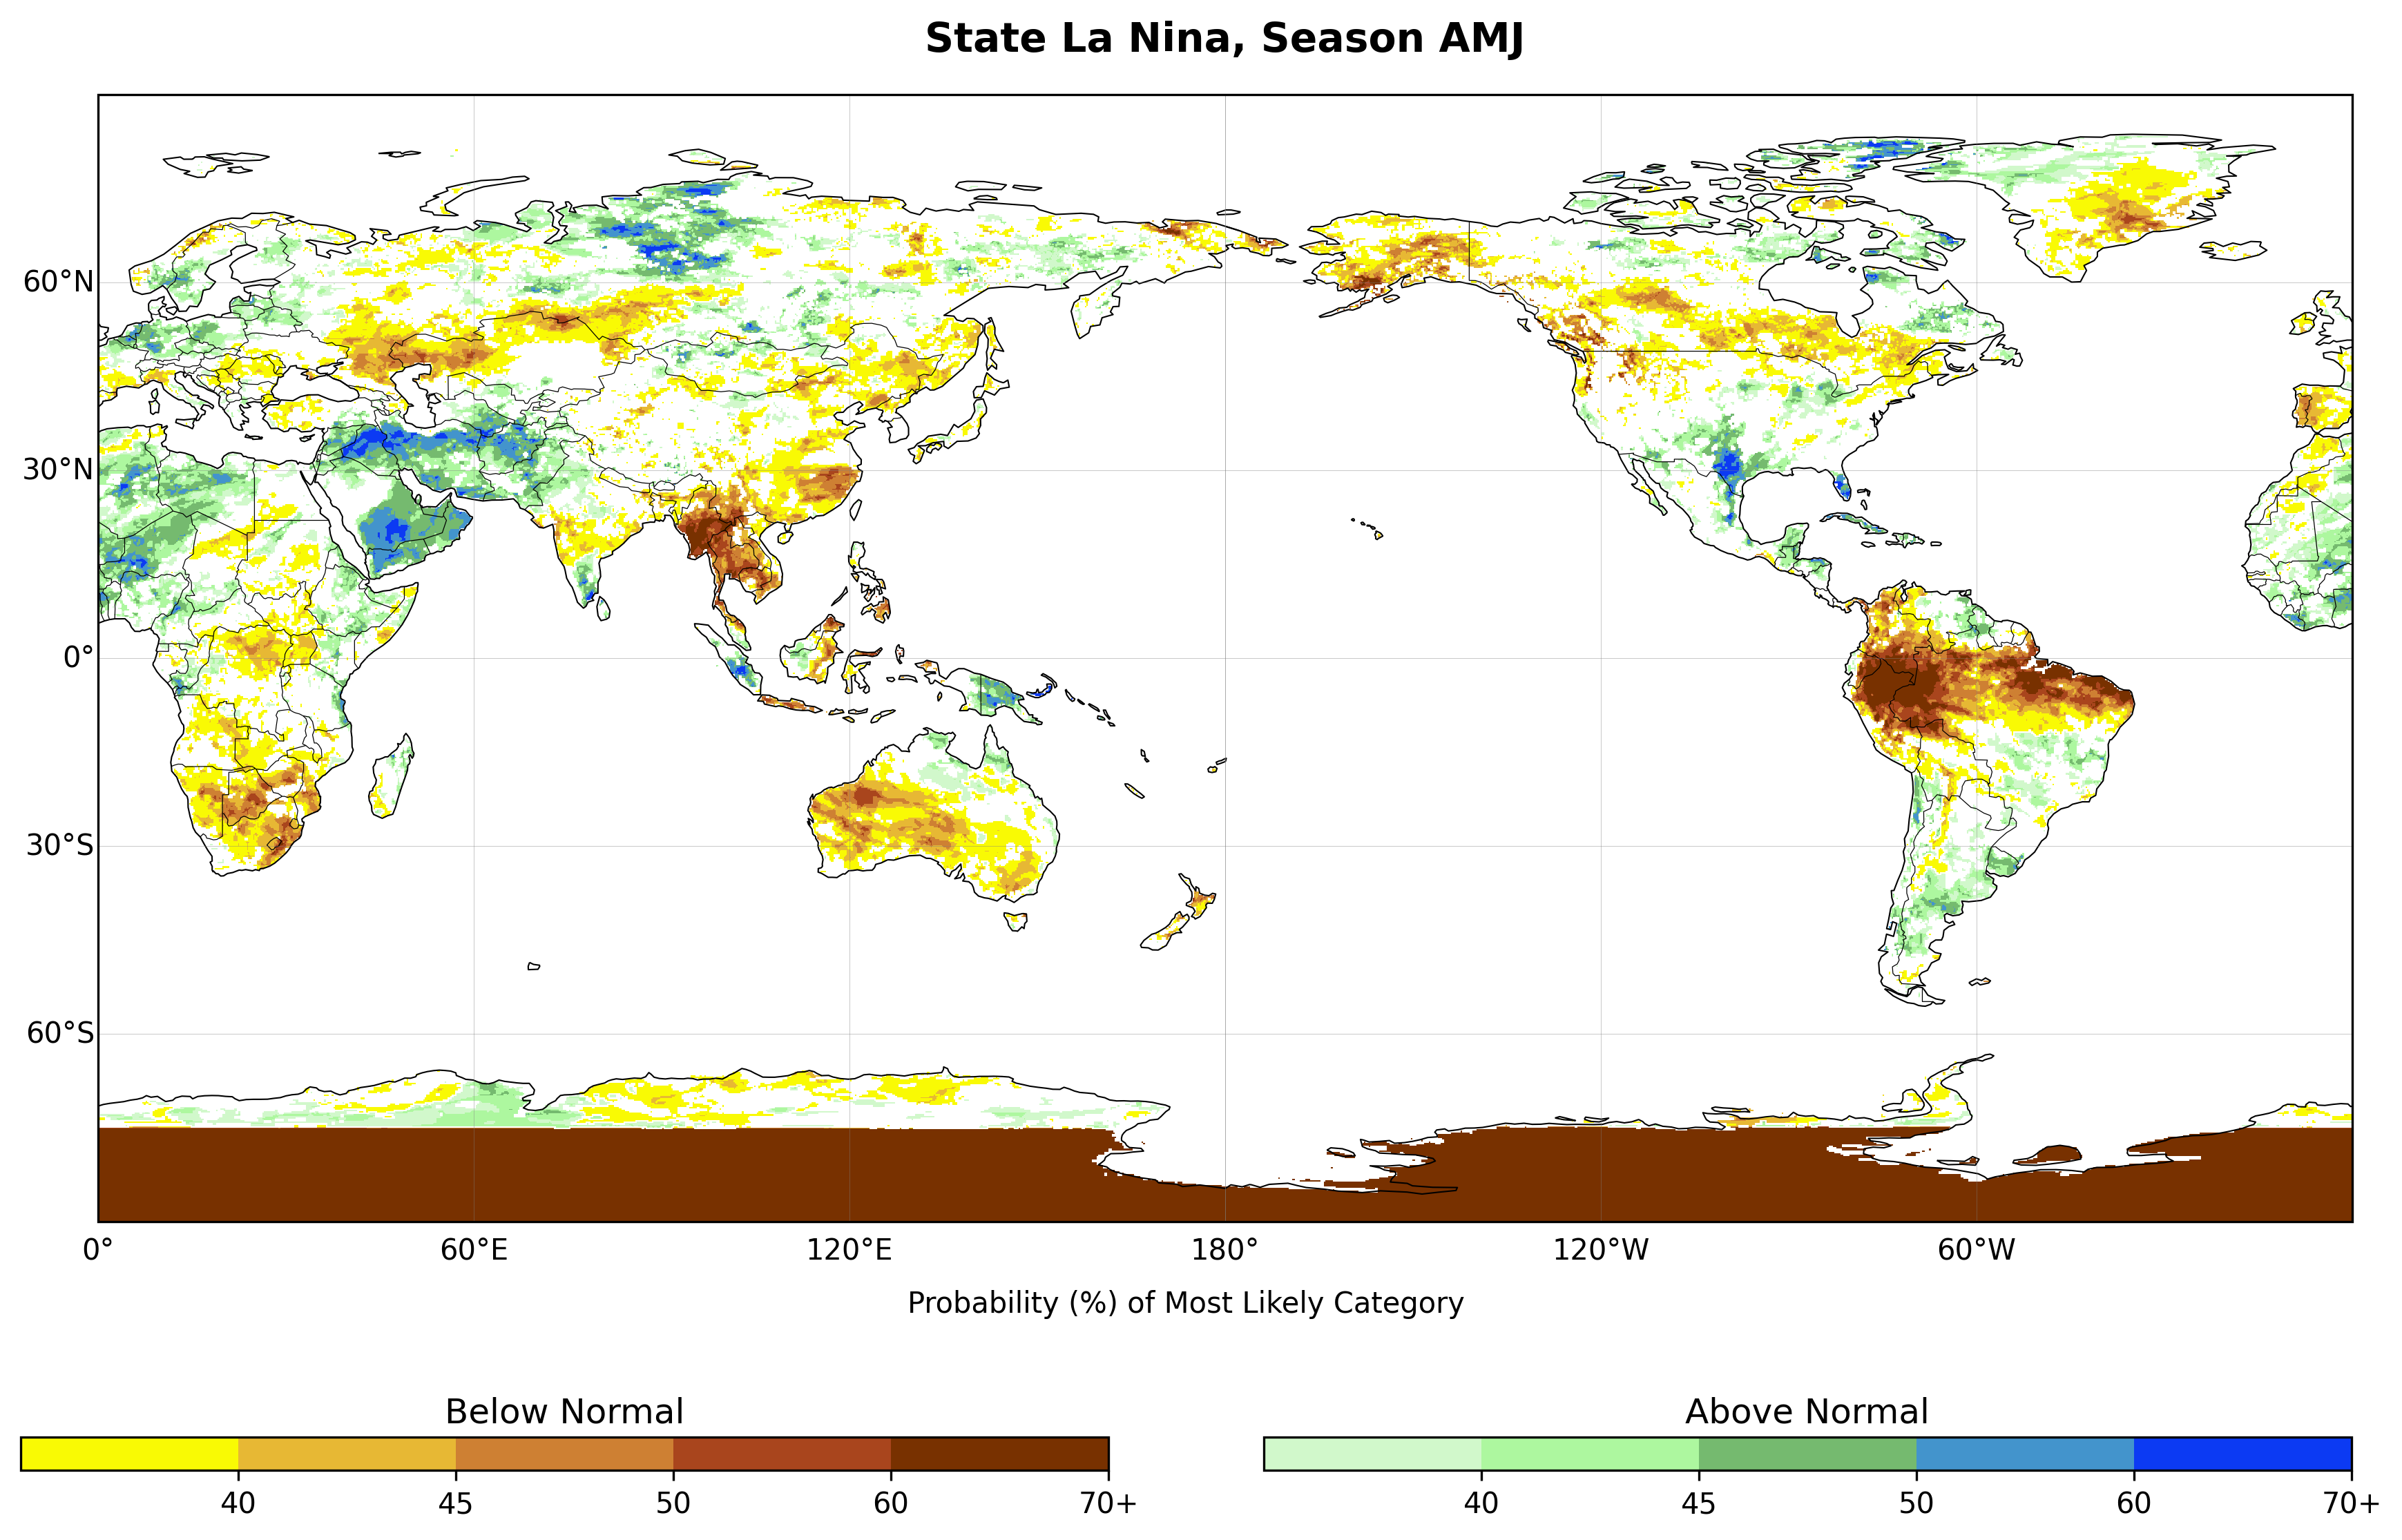 State La Nina, Season AMJ
60°N
30°N
0°
30°S
60°S
0° 60°E 120°E 180° 120°W 60°W
Probability (%) of Most Likely Category
Below Normal
40 45 50 60 70+
Above Normal
40 45 50 60 70+